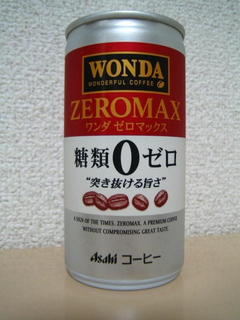 WONDA
WONDERFUL COFFEE
ZEROMAX
ワンダ ゼロマックス
糖類0ゼロ
“突き抜ける旨さ”
A SIGN OF THE TIMES. ZEROMAX. A PREMIUM COFFEE
WITHOUT COMPROMISING GREAT TASTE.
Asahi コーヒー